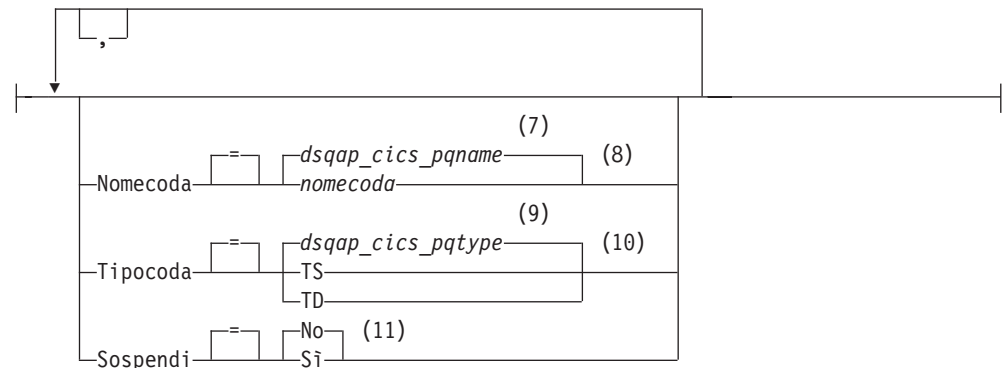 ,
(7)
= dsqap_cics_pqname (8)
Nomecoda nomecoda
(9)
= dsqap_cics_pqtype (10)
Tipocoda TS
TD
= No (11)
Sospendi Sì